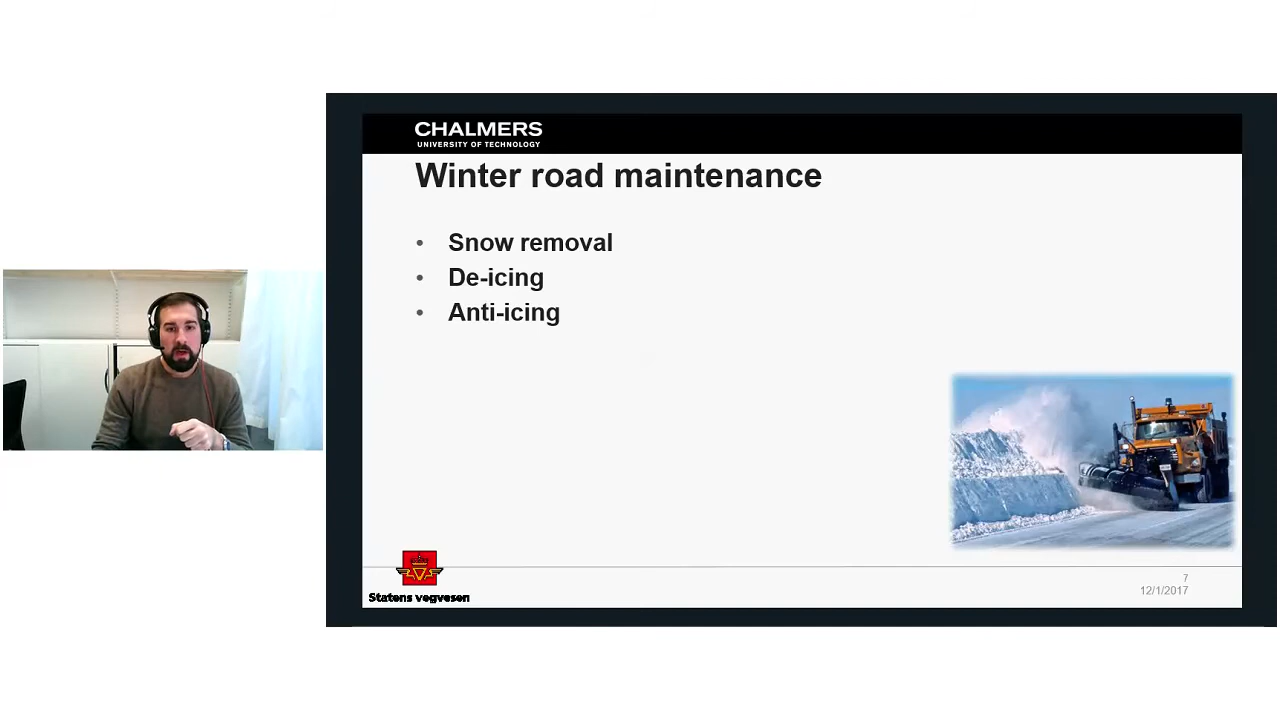 CHALMERS
UNIVERSITY OF TECHNOLOGY
Winter road maintenance
• Snow removal
• De-icing
• Anti-icing
Statens vegvesen
7
12/1/2017